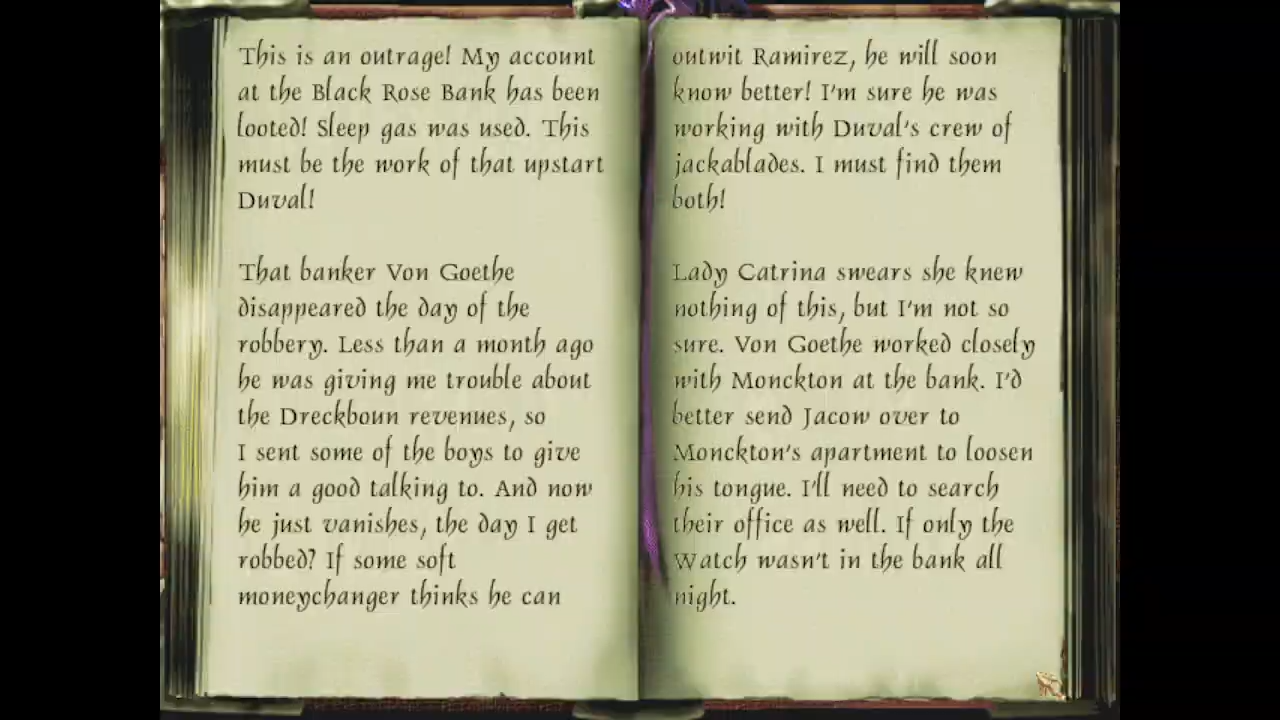 This is an outrage! My account
at the Black Rose Bank has been
looted! Sleep gas was used. This
must be the work of that upstart
Duval!
That banker Von Goethe
disappeared the day of the
robbery. Less than a month ago
he was giving me trouble about
the Dreckboun revenues, so
I sent some of the boys to give
him a good talking to. And now
he just vanishes, the day I get
robbed? If some soft
moneychanger thinks he can
outwit Ramirez, he will soon
know better! I'm sure he was
working with Duval's crew of
jackablades. I must find them
both!
Lady Catrina swears she knew
nothing of this, but I'm not so
sure. Von Goethe worked closely
with Monckton at the bank. I'd
better send Jacow over to
Monckton's apartment to loosen
his tongue. I'll need to search
their office as well. If only the
Watch wasn't in the bank all
night.